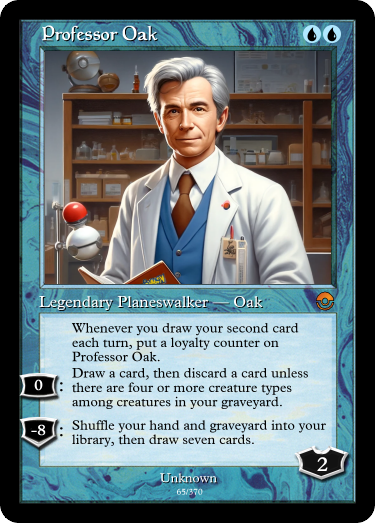 Professor Oak
Legendary Planeswalker — Oak
Whenever you draw your second card
each turn, put a loyalty counter on
Professor Oak.
0: Draw a card, then discard a card unless
there are four or more creature types
among creatures in your graveyard.
-8: Shuffle your hand and graveyard into your
library, then draw seven cards.
2
Unknown
65/370